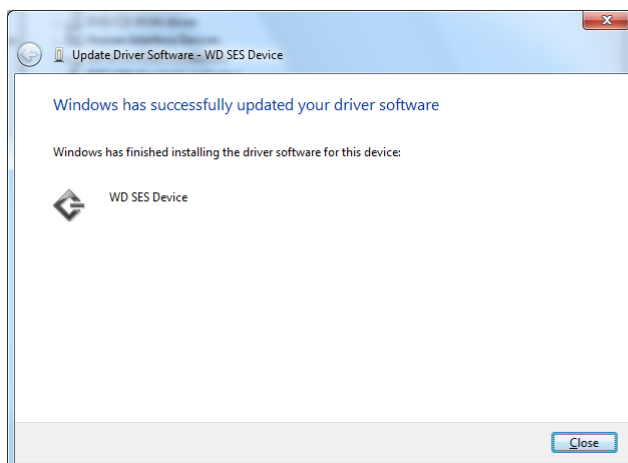 Update Driver Software - WD SES Device
Windows has successfully updated your driver software
Windows has finished installing the driver software for this device:
WD SES Device
Close